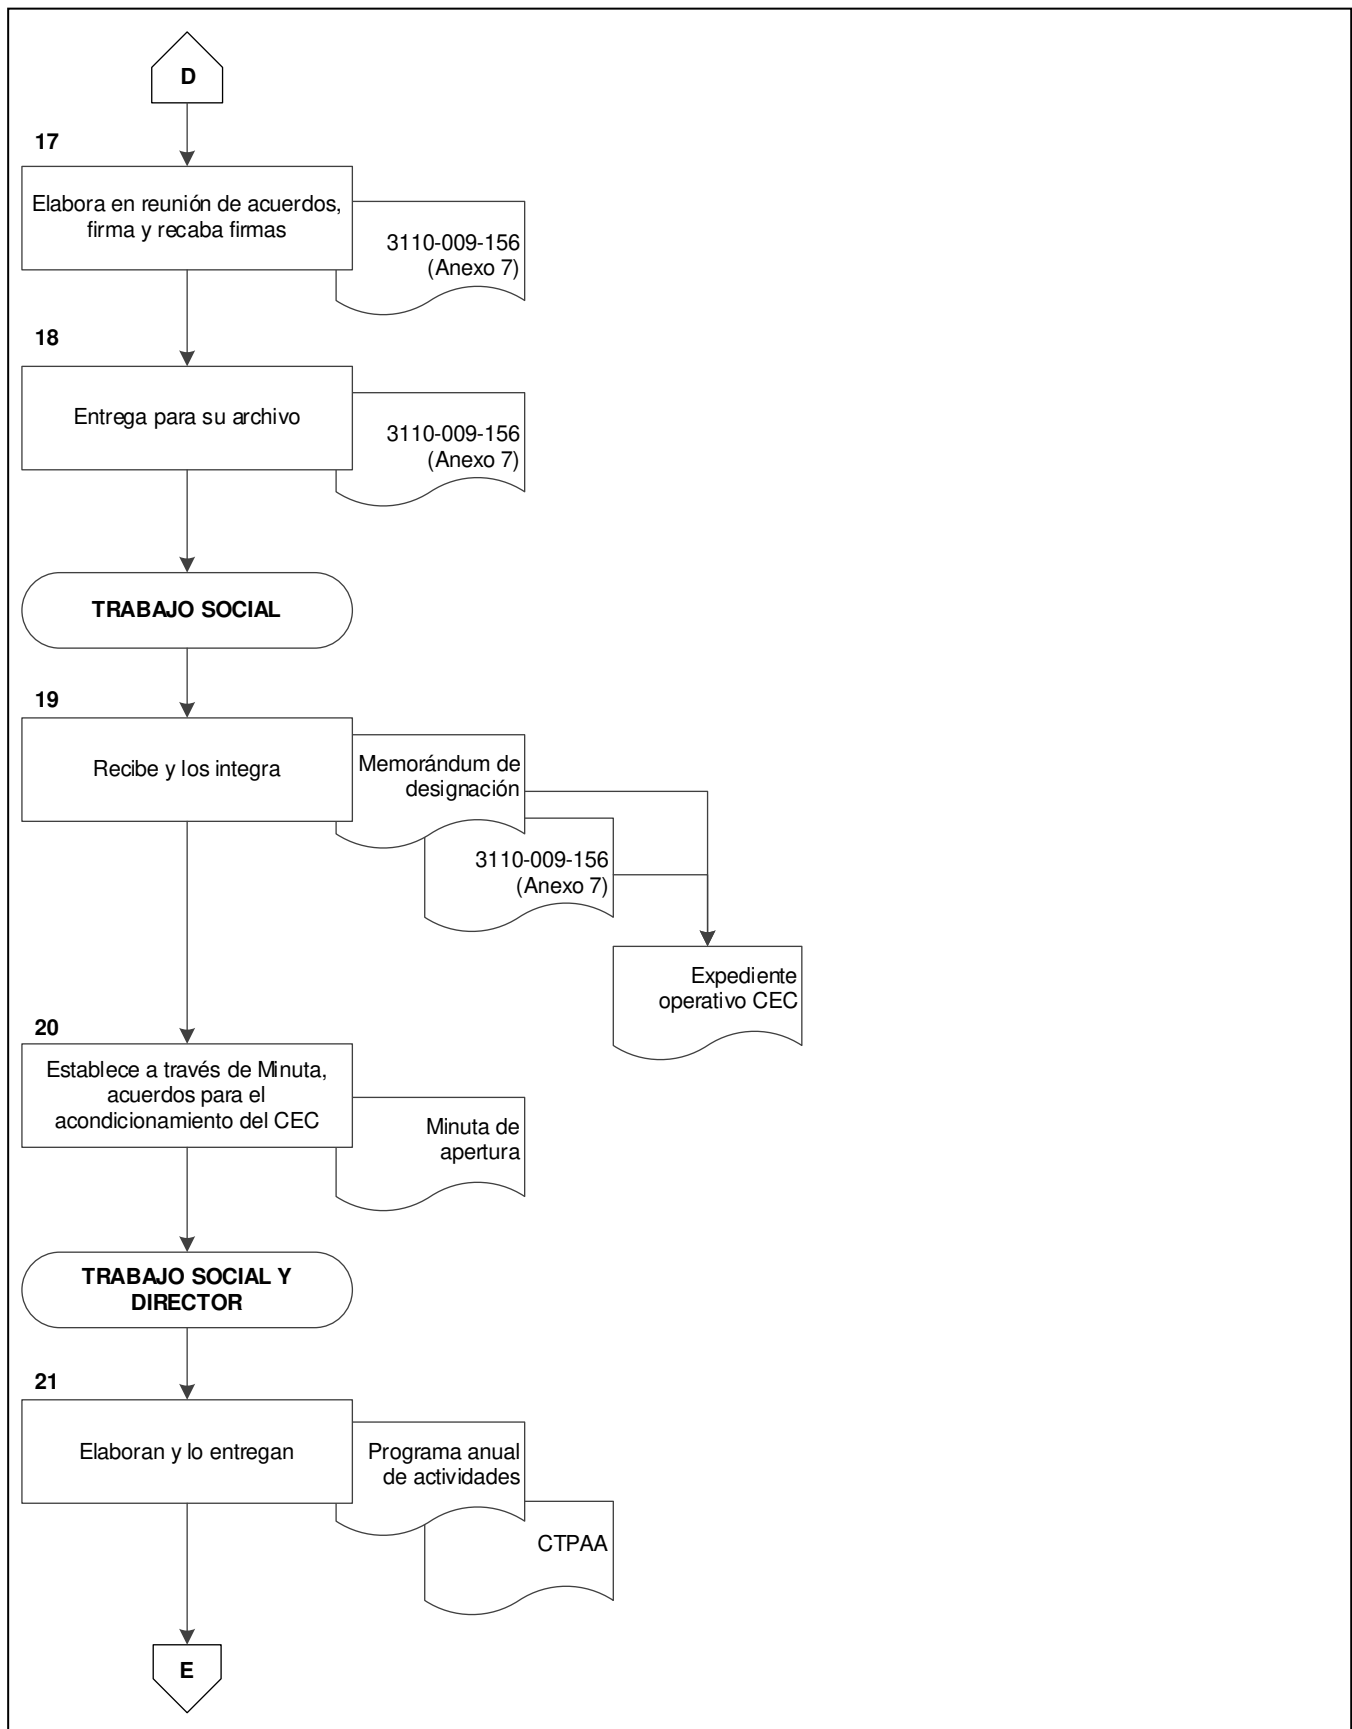 D
17
Elabora en reunión de acuerdos,
firma y recaba firmas
3110-009-156
(Anexo 7)
18
Entrega para su archivo
3110-009-156
(Anexo 7)
TRABAJO SOCIAL
19
Recibe y los integra
Memorándum de
designación
3110-009-156
(Anexo 7)
Expediente
operativo CEC
20
Establece a través de Minuta,
acuerdos para el
acondicionamiento del CEC
Minuta de
apertura
TRABAJO SOCIAL Y
DIRECTOR
21
Elaboran y lo entregan
Programa anual
de actividades
CTPAA
E